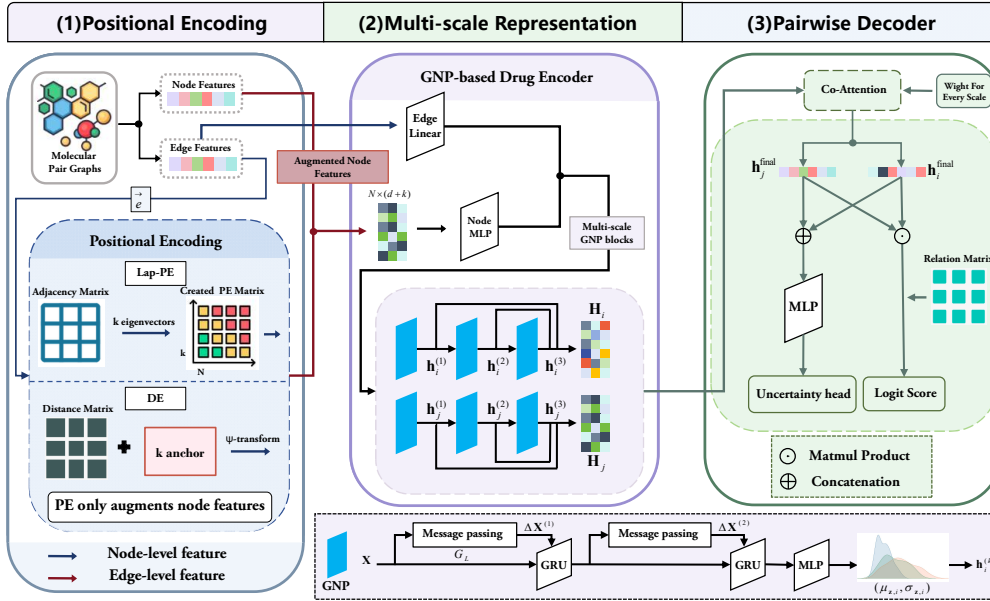 (1)Positional Encoding
(2)Multi-scale Representation
(3)Pairwise Decoder
Molecular
Pair Graphs
Node Features
Edge Features
e
Augmented Node
Features
Positional Encoding
Lap-PE
Adjacency Matrix
k eigenvectors
Created PE Matrix
k
N
DE
Distance Matrix
k anchor
Ψ-transform
PE only augments node features
Node-level feature
Edge-level feature
GNP-based Drug Encoder
Edge
Linear
N×(d+k)
Node
MLP
Multi-scale
GNP blocks
H_i
h_i^(1)
h_i^(2)
h_i^(3)
h_j^(1)
h_j^(2)
h_j^(3)
H_j
Co-Attention
Wight For
Every Scale
h_j^final
h_i^final
Relation Matrix
MLP
Uncertainty head
Logit Score
Matmul Product
Concatenation
GNP
X
Message passing
G_L
ΔX^(1)
GRU
Message passing
ΔX^(2)
GRU
MLP
(μ_z,i, σ_z,i)